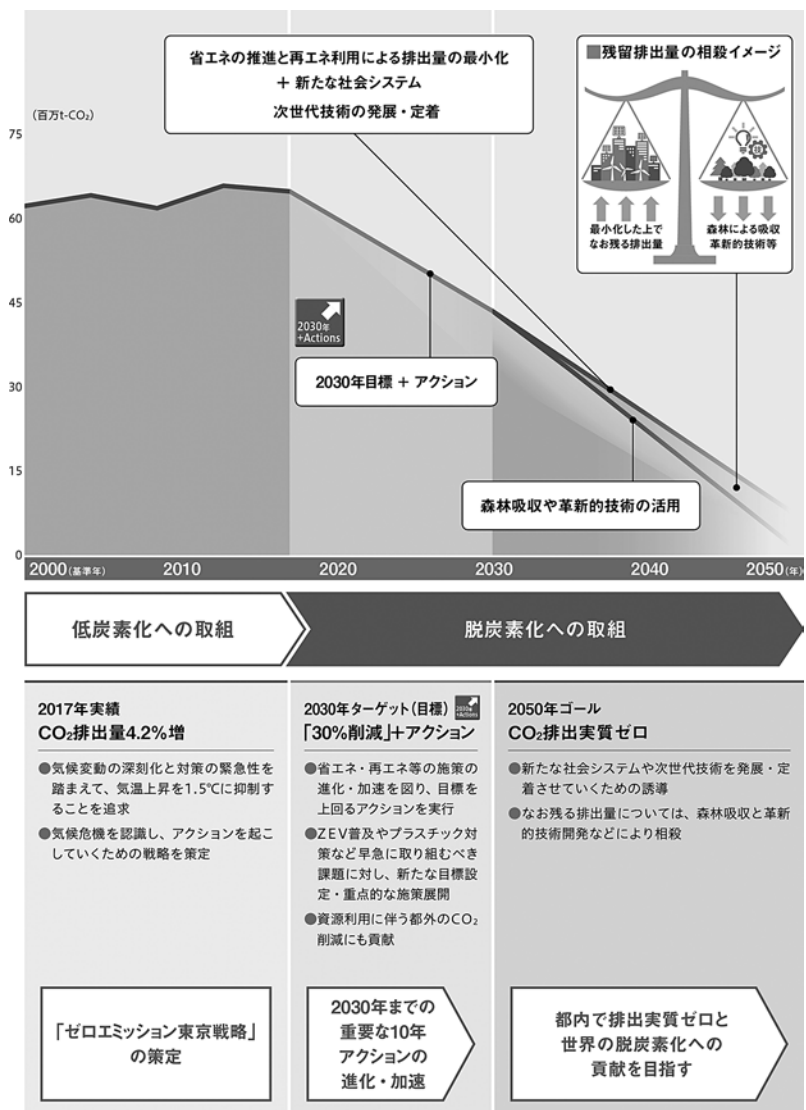 省エネの推進と再エネ利用による排出量の最小化
＋ 新たな社会システム
次世代技術の発展・定着
■残留排出量の相殺イメージ
最小化した上で
なお残る排出量
森林による吸収
革新的技術等
（百万t-CO₂）
75
60
45
30
15
0
2030年
+Actions
2030年目標 + アクション
森林吸収や革新的技術の活用
2000（基準年） 2010 2020 2030 2040 2050（年）
低炭素化への取組
脱炭素化への取組
2017年実績
CO₂排出量4.2%増
●気候変動の深刻化と対策の緊急性を
踏まえて、気温上昇を1.5℃に抑制す
ることを追求
●気候危機を認識し、アクションを起こ
していくための戦略を策定
「ゼロエミッション東京戦略」
の策定
2030年ターゲット（目標） 2030年
+Actions
「30%削減」＋アクション
●省エネ・再エネ等の施策の
進化・加速を図り、目標を
上回るアクションを実行
●ZEV普及やプラスチック対
策など早急に取り組むべき
課題に対し、新たな目標設
定・重点的な施策展開
●資源利用に伴う都外のCO₂
削減にも貢献
2030年までの
重要な10年
アクションの
進化・加速
2050年ゴール
CO₂排出実質ゼロ
●新たな社会システムや次世代技術を発展・定
着させていくための誘導
●なお残る排出量については、森林吸収と革新
的技術開発などにより相殺
都内で排出実質ゼロと
世界の脱炭素化への
貢献を目指す